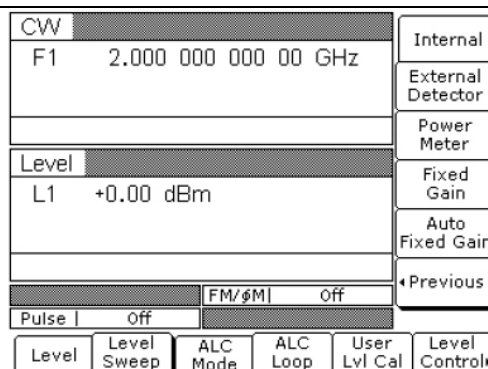 CW
F1 2.000 000 000 00 GHz
Level
L1 +0.00 dBm
FM/ϕM| Off
Pulse | Off
Internal
External
Detector
Power
Meter
Fixed
Gain
Auto
Fixed Gain
◂Previous
Level
Level
Sweep
ALC
Mode
ALC
Loop
User
Lvl Cal
Level
Control▸